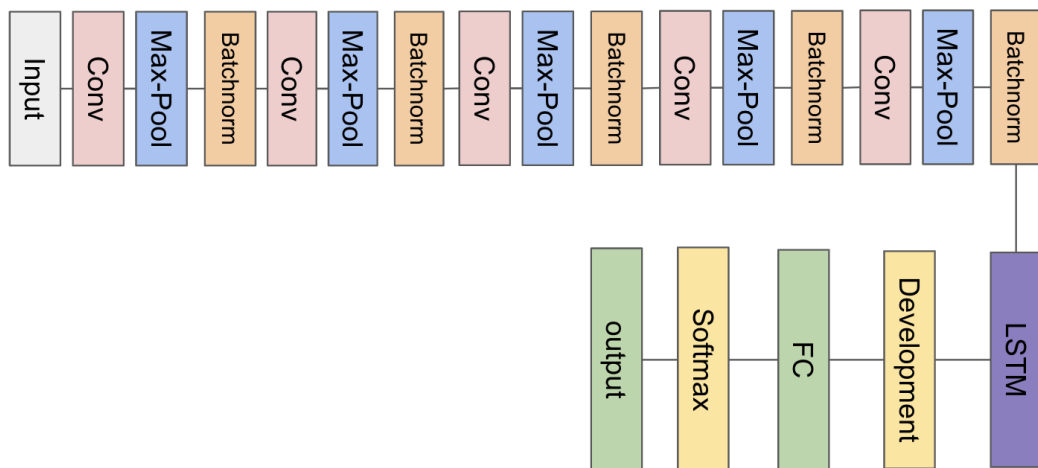 Input
Conv
Max-Pool
Batchnorm
Conv
Max-Pool
Batchnorm
Conv
Max-Pool
Batchnorm
Conv
Max-Pool
Batchnorm
Conv
Max-Pool
Batchnorm
LSTM
Development
FC
Softmax
output